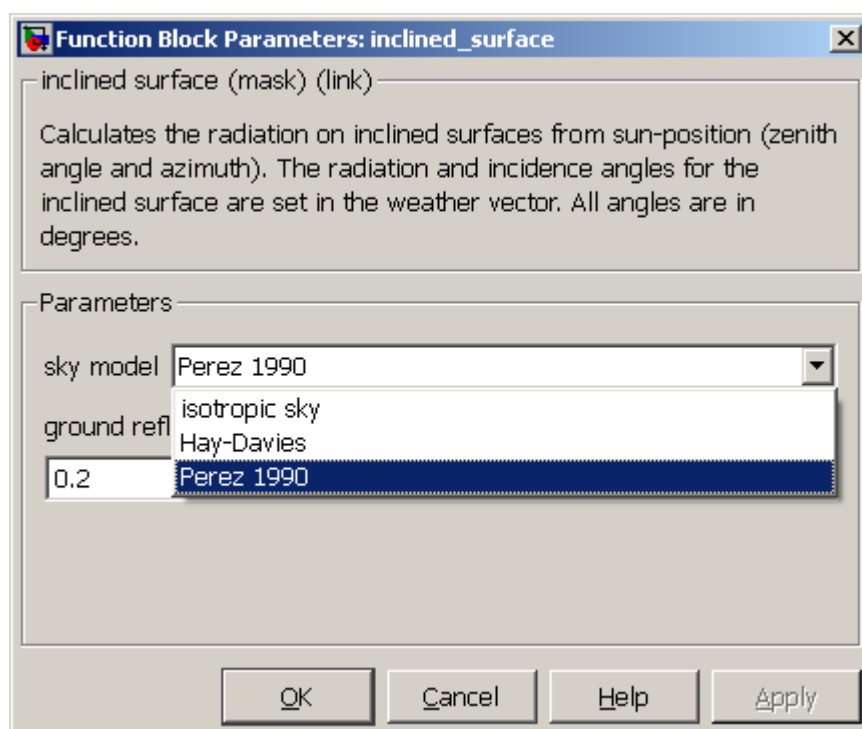 Function Block Parameters: inclined_surface
inclined surface (mask) (link)
Calculates the radiation on inclined surfaces from sun-position (zenith
angle and azimuth). The radiation and incidence angles for the
inclined surface are set in the weather vector. All angles are in
degrees.
Parameters
sky model Perez 1990
isotropic sky
ground refl
Hay-Davies
0.2 Perez 1990
OK Cancel Help Apply